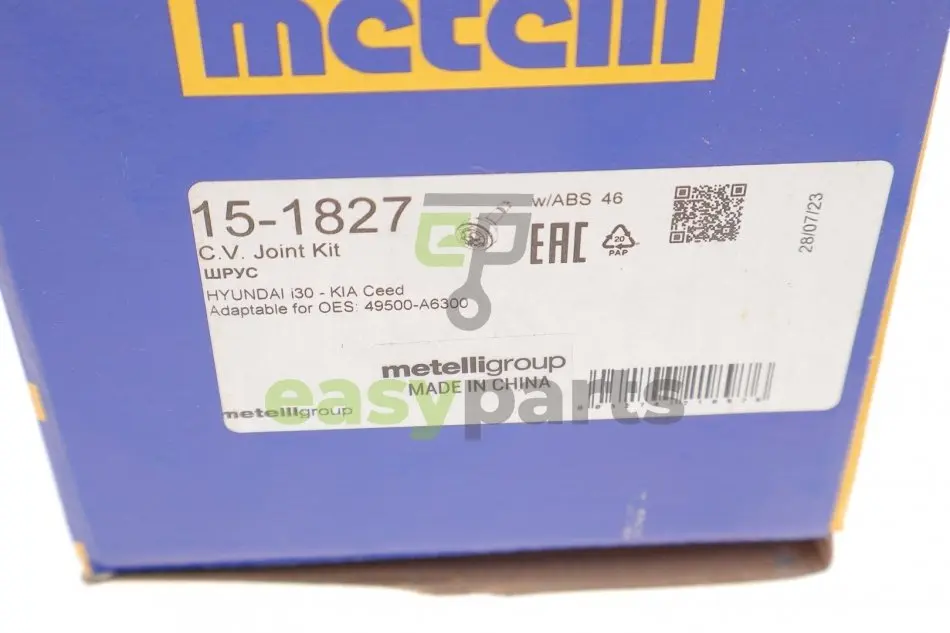 metelli
15-1827
w/ABS 46
C.V. Joint Kit
EAC
20
PAP
28/07/23
ШРУС
HYUNDAI i30 - KIA Ceed
Adaptable for OES: 49500-A6300
metelligroup
MADE IN CHINA
easyparts
metelligroup